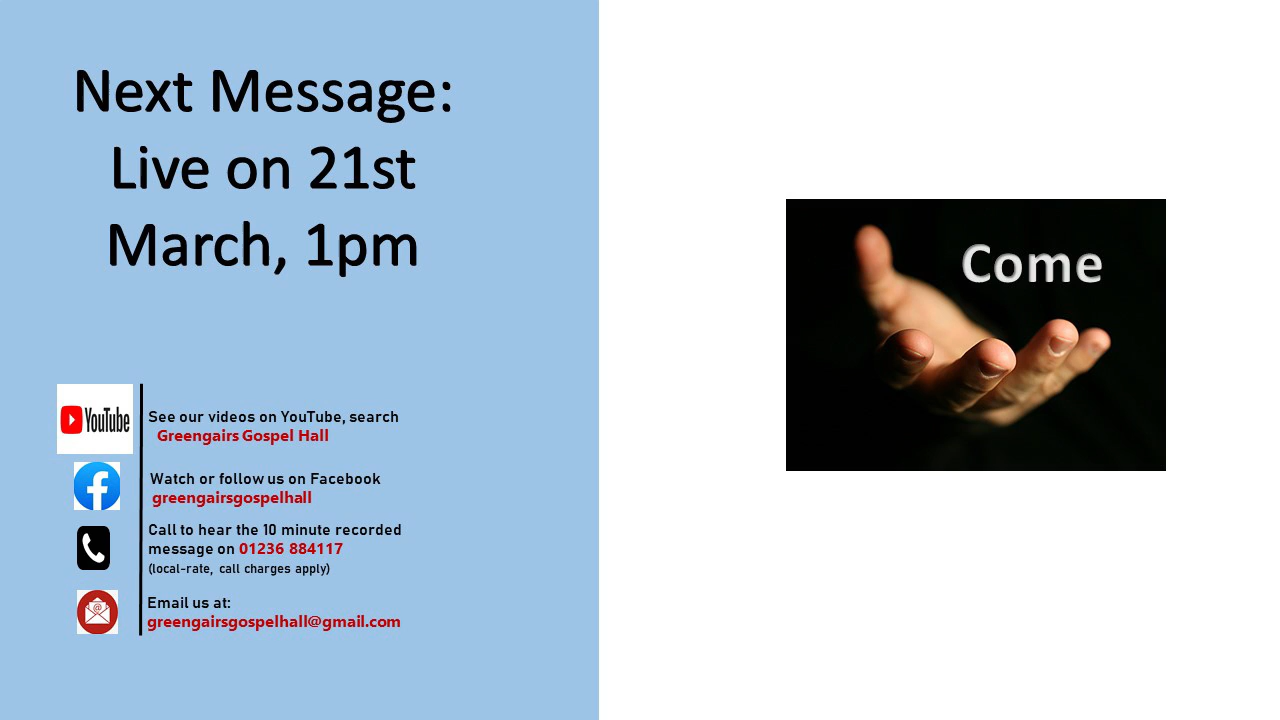 Next Message:
Live on 21st
March, 1pm
YouTube
See our videos on YouTube, search
Greengairs Gospel Hall
Watch or follow us on Facebook
greengairsgospelhall
Call to hear the 10 minute recorded
message on 01236 884117
(local-rate, call charges apply)
@
Email us at:
greengairsgospelhall@gmail.com
Come